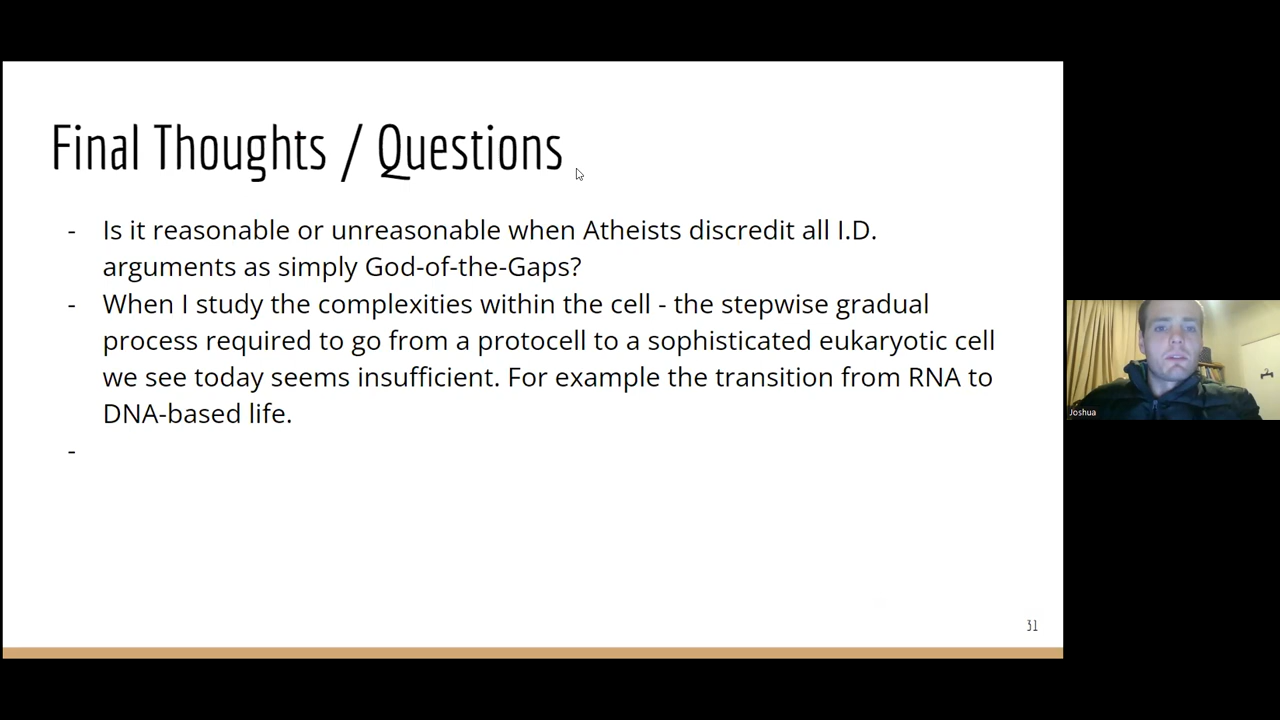 Final Thoughts / Questions
- Is it reasonable or unreasonable when Atheists discredit all I.D.
arguments as simply God-of-the-Gaps?
- When I study the complexities within the cell - the stepwise gradual
process required to go from a protocell to a sophisticated eukaryotic cell
we see today seems insufficient. For example the transition from RNA to
DNA-based life.
-
Joshua
31